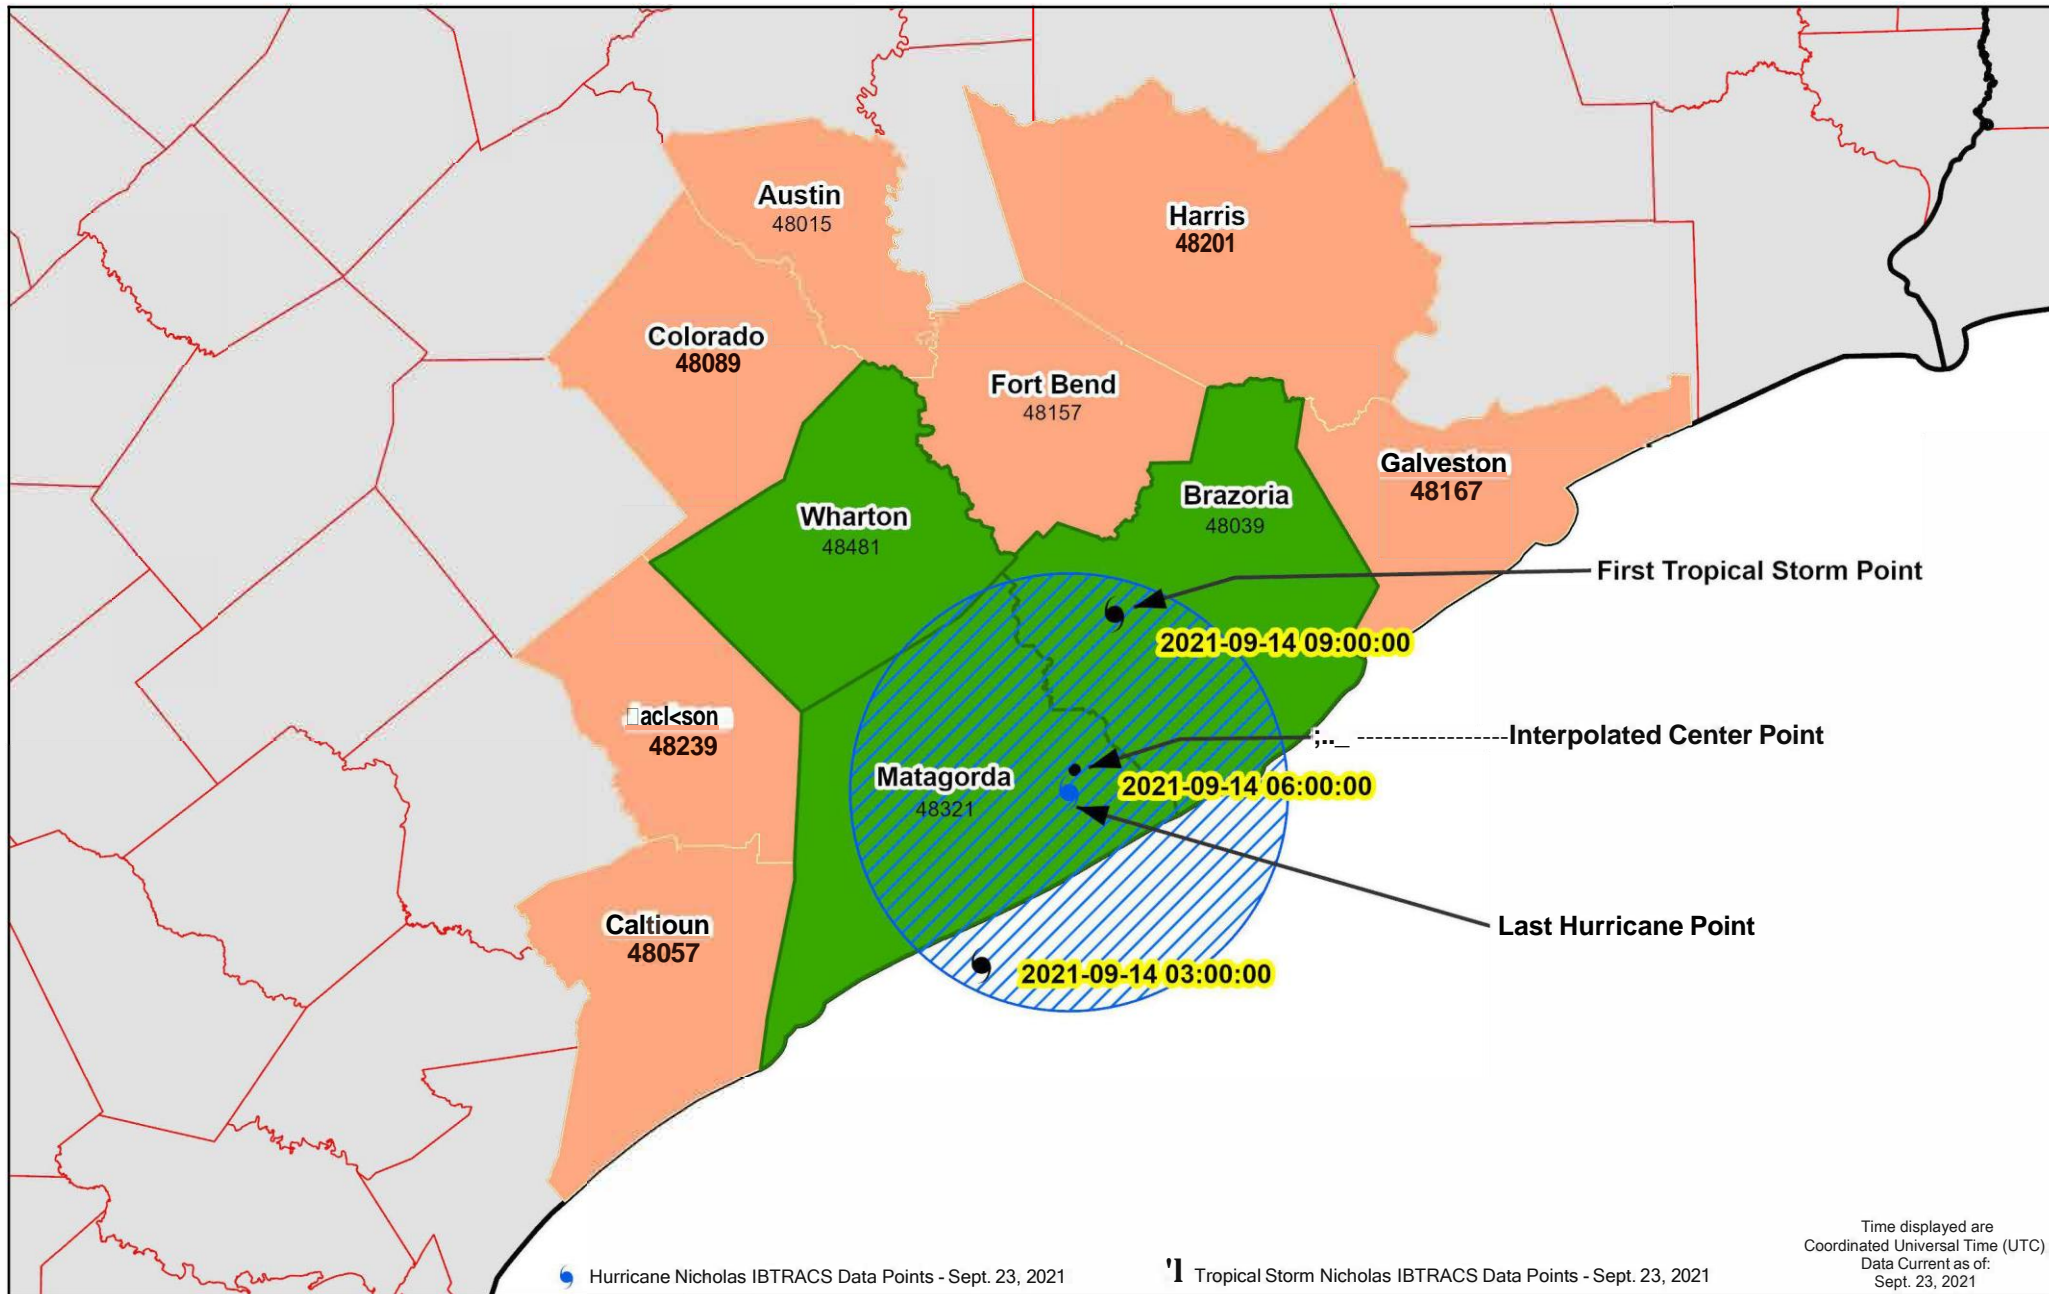 Austin
48015
Harris
48201
Colorado
48089
Fort Bend
48157
Galveston
48167
Brazoria
48039
Wharton
48481
First Tropical Storm Point
2021-09-14 09:00:00
□acl<son
48239
;.._ -----------------Interpolated Center Point
Matagorda
48321
2021-09-14 06:00:00
Caltioun
48057
Last Hurricane Point
2021-09-14 03:00:00
Time displayed are
Coordinated Universal Time (UTC)
Data Current as of:
Sept. 23, 2021
Hurricane Nicholas IBTRACS Data Points - Sept. 23, 2021
'l Tropical Storm Nicholas IBTRACS Data Points - Sept. 23, 2021